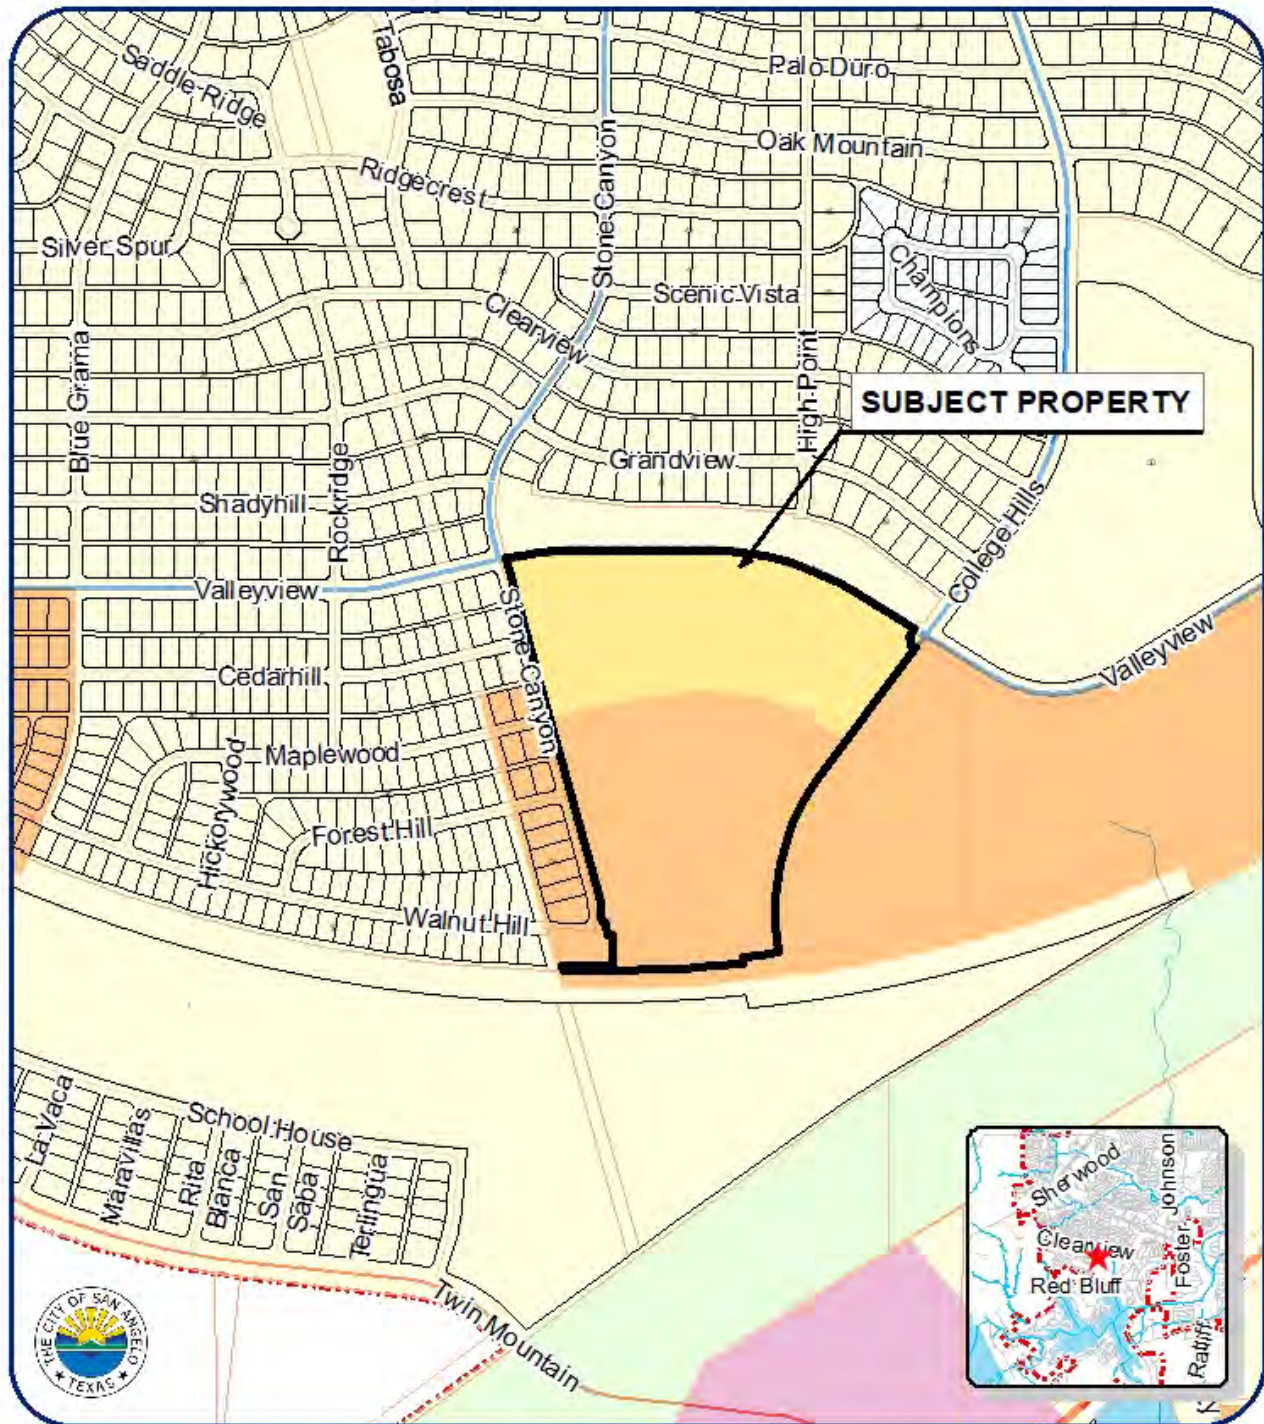 Saddle Ridge
Tabosa
Palo Duro
Oak Mountain
Ridgecrest
Stone Canyon
Silver Spur
Champions
Scenic Vista
Clearview
High Point
Blue Grama
SUBJECT PROPERTY
Grandview
Rockridge
Shadyhill
College Hills
Valleyview
Stone Canyon
Valleyview
Cedarhill
Maplewood
Hickorywood
Forest Hill
Walnut Hill
La Vaca
Maravillas
School House
Rita
Blanca
San
Saba
Terlingua
Twin Mountain
THE CITY OF SAN ANGELO
TEXAS
Sherwood
Johnson
Clearview
Foster
Red Bluff
Ratliff